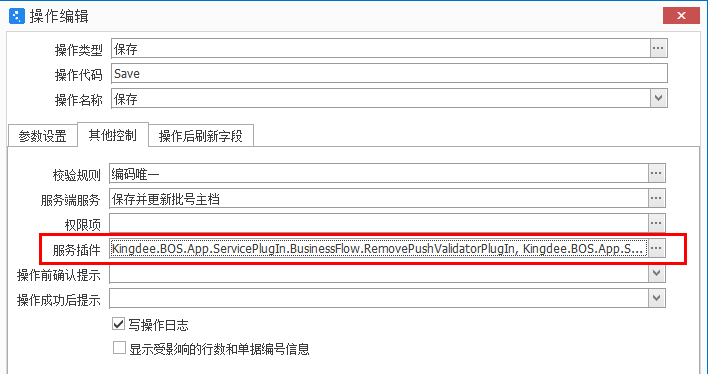 操作编辑
操作类型 保存
操作代码 Save
操作名称 保存
参数设置 其他控制 操作后刷新字段
校验规则 编码唯一
服务端服务 保存并更新批号主档
权限项
服务插件 Kingdee.BOS.App.ServicePlugIn.BusinessFlow.RemovePushValidatorPlugIn, Kingdee.BOS.App.S...
操作前确认提示
操作成功后提示
写操作日志
显示受影响的行数和单据编号信息